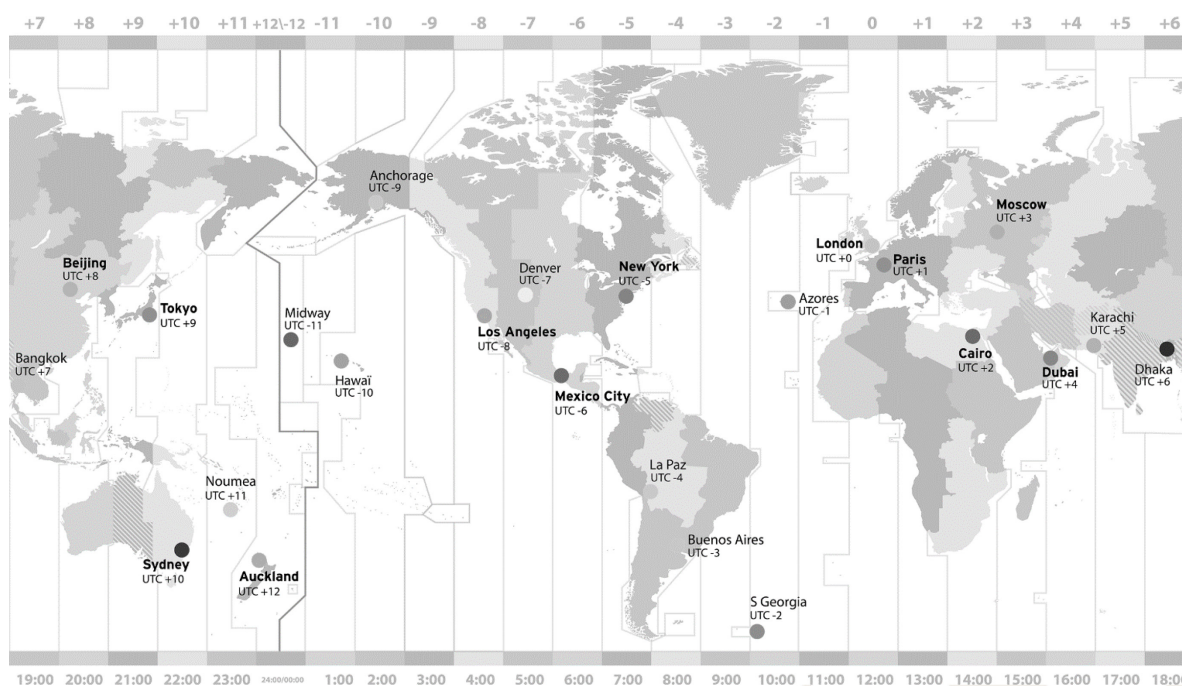 +7 +8 +9 +10 +11 +12\-12 -11 -10 -9 -8 -7 -6 -5 -4 -3 -2 -1 0 +1 +2 +3 +4 +5 +6
Anchorage
UTC -9
Moscow
UTC +3
London
UTC +0
Paris
UTC +1
Beijing
UTC +8
Denver
UTC -7
New York
UTC -5
Azores
UTC -1
Tokyo
UTC +9
Midway
UTC -11
Los Angeles
UTC -8
Karachi
UTC +5
Bangkok
UTC +7
Hawaï
UTC -10
Mexico City
UTC -6
Cairo
UTC +2
Dubai
UTC +4
Dhaka
UTC +6
La Paz
UTC -4
Noumea
UTC +11
Buenos Aires
UTC -3
Sydney
UTC +10
Auckland
UTC +12
S Georgia
UTC -2
19:00 20:00 21:00 22:00 23:00 24:00/00:00 1:00 2:00 3:00 4:00 5:00 6:00 7:00 8:00 9:00 10:00 11:00 12:00 13:00 14:00 15:00 16:00 17:00 18:00